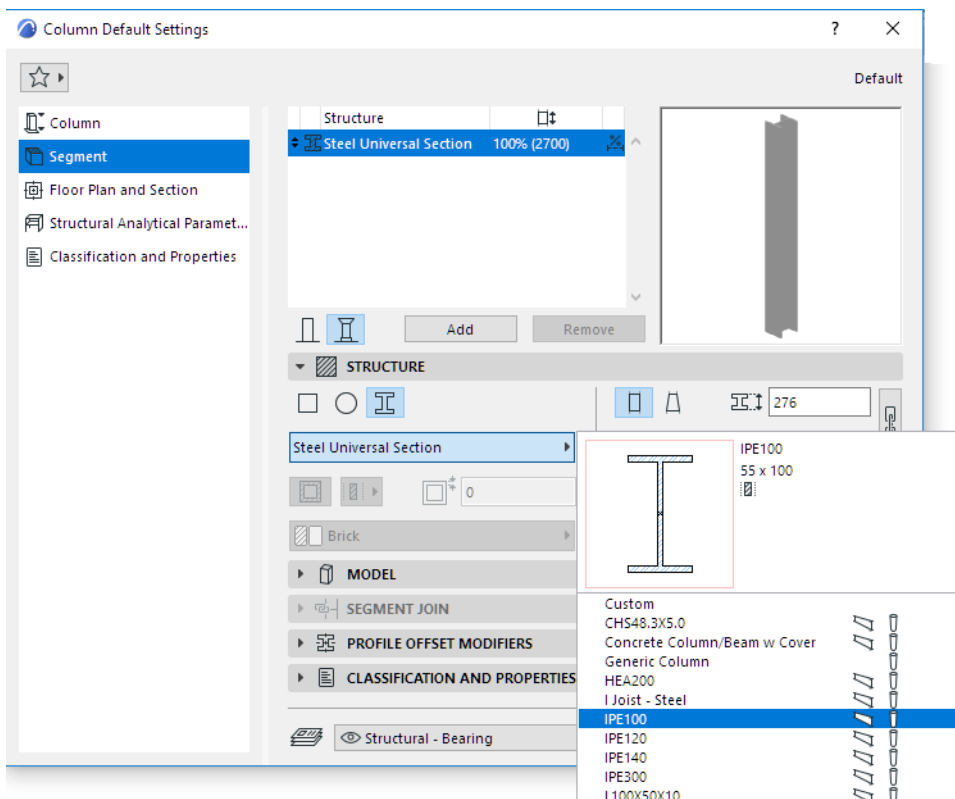 Column Default Settings
?
Default
Column
Segment
Floor Plan and Section
Structural Analytical Paramet...
Classification and Properties
Structure
Steel Universal Section 100% (2700)
Add
Remove
STRUCTURE
276
Steel Universal Section
0
Brick
MODEL
SEGMENT JOIN
PROFILE OFFSET MODIFIERS
CLASSIFICATION AND PROPERTIES
Structural - Bearing
IPE100
55 x 100
Custom
CHS48.3X5.0
Concrete Column/Beam w Cover
Generic Column
HEA200
I Joist - Steel
IPE100
IPE120
IPE140
IPE300
L100X50X10